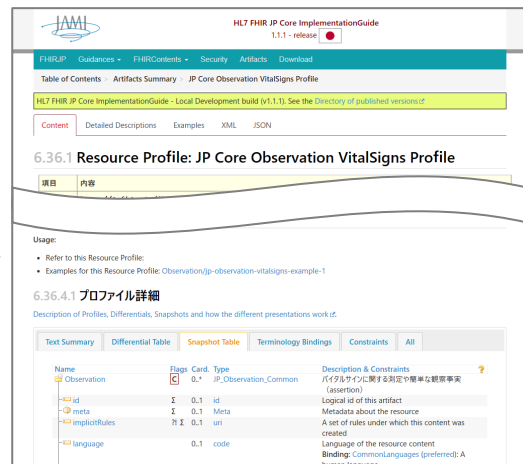 JAMI
HL7 FHIR JP Core ImplementationGuide
1.1.1 - release
FHIRJP Guidances FHIRContents Security Artifacts Download
Table of Contents > Artifacts Summary > JP Core Observation VitalSigns Profile
HL7 FHIR JP Core ImplementationGuide - Local Development build (v1.1.1). See the Directory of published versions
Content Detailed Descriptions Examples XML JSON
6.36.1 Resource Profile: JP Core Observation VitalSigns Profile
項目 内容
Usage:
• Refer to this Resource Profile:
• Examples for this Resource Profile: Observation/jp-observation-vitalsigns-example-1
6.36.4.1 プロファイル詳細
Description of Profiles, Differentials, Snapshots and how the different presentations work.
Text Summary Differential Table Snapshot Table Terminology Bindings Constraints All
Name Flags Card. Type Description & Constraints ?
Observation C 0..* JP_Observation_Common バイタルサインに関する測定や簡単な観察事実
(assertion)
id Σ 0..1 id Logical id of this artifact
meta Σ 0..1 Meta Metadata about the resource
implicitRules ?! Σ 0..1 uri A set of rules under which this content was
created
language 0..1 code Language of the resource content
Binding: CommonLanguages (preferred): A
human language